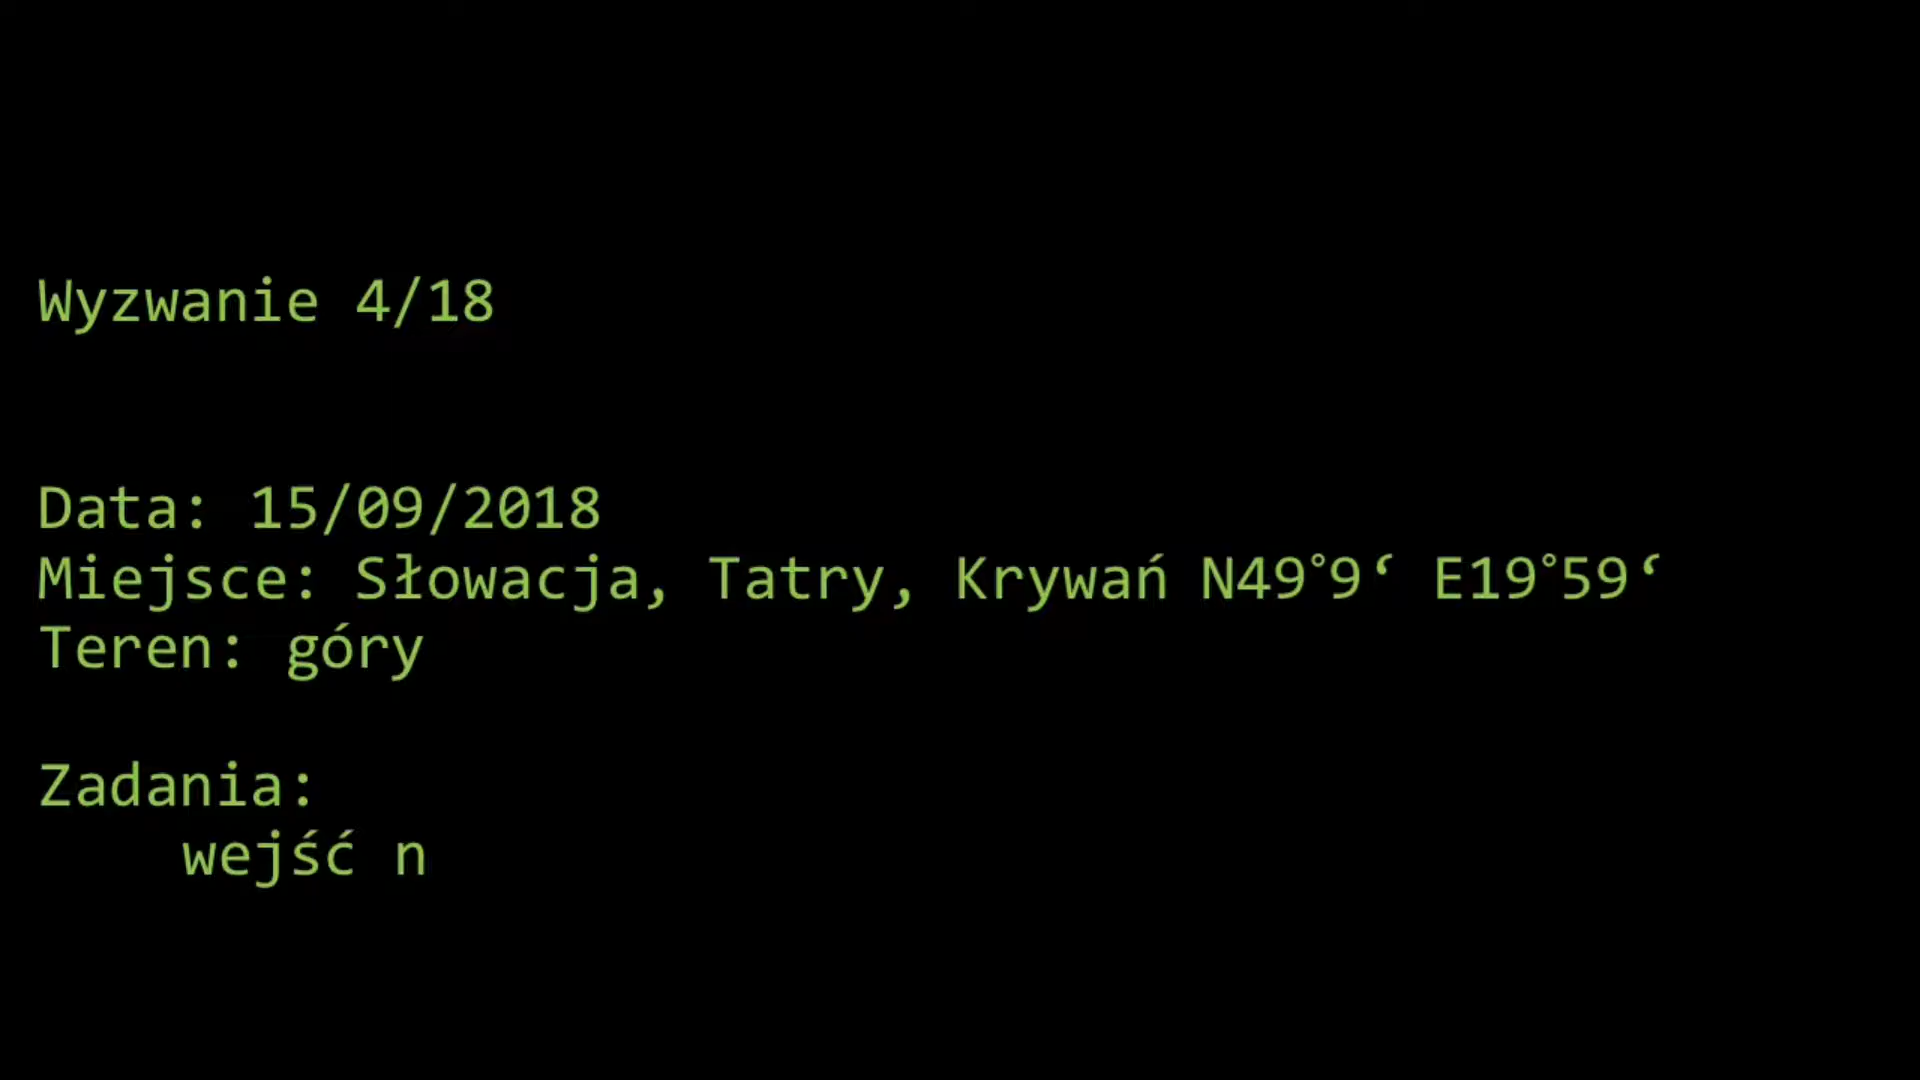 Wyzwanie 4/18
Data: 15/09/2018
Miejsce: Słowacja, Tatry, Krywań N49°9‘ E19°59‘
Teren: góry
Zadania:
wejść n